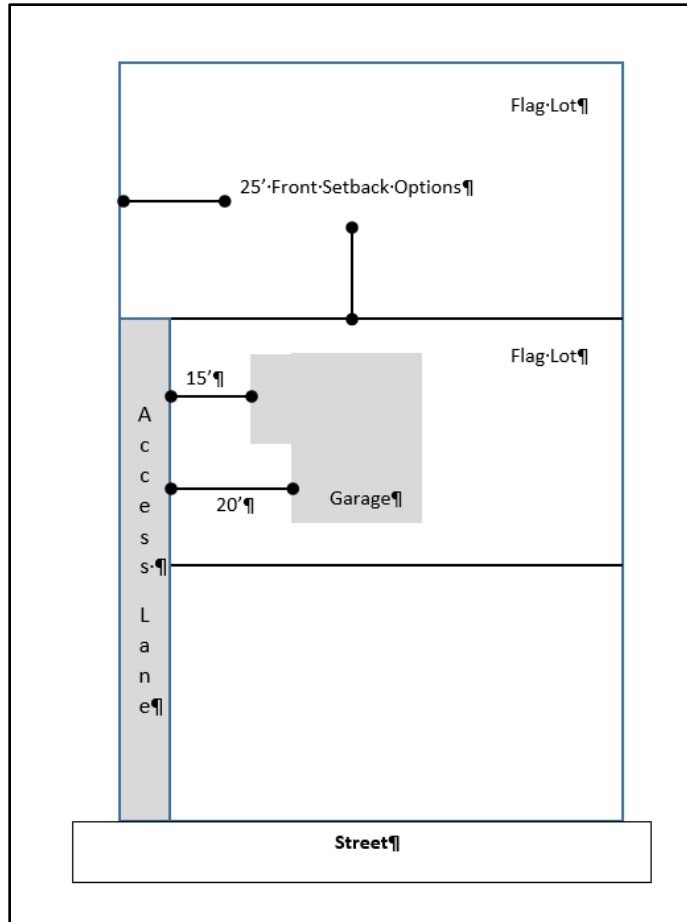 Flag·Lot¶
25’·Front·Setback·Options¶
Flag·Lot¶
15’¶
20’¶
Garage¶
A
c
c
e
s
s·¶
L
a
n
e¶
Street¶